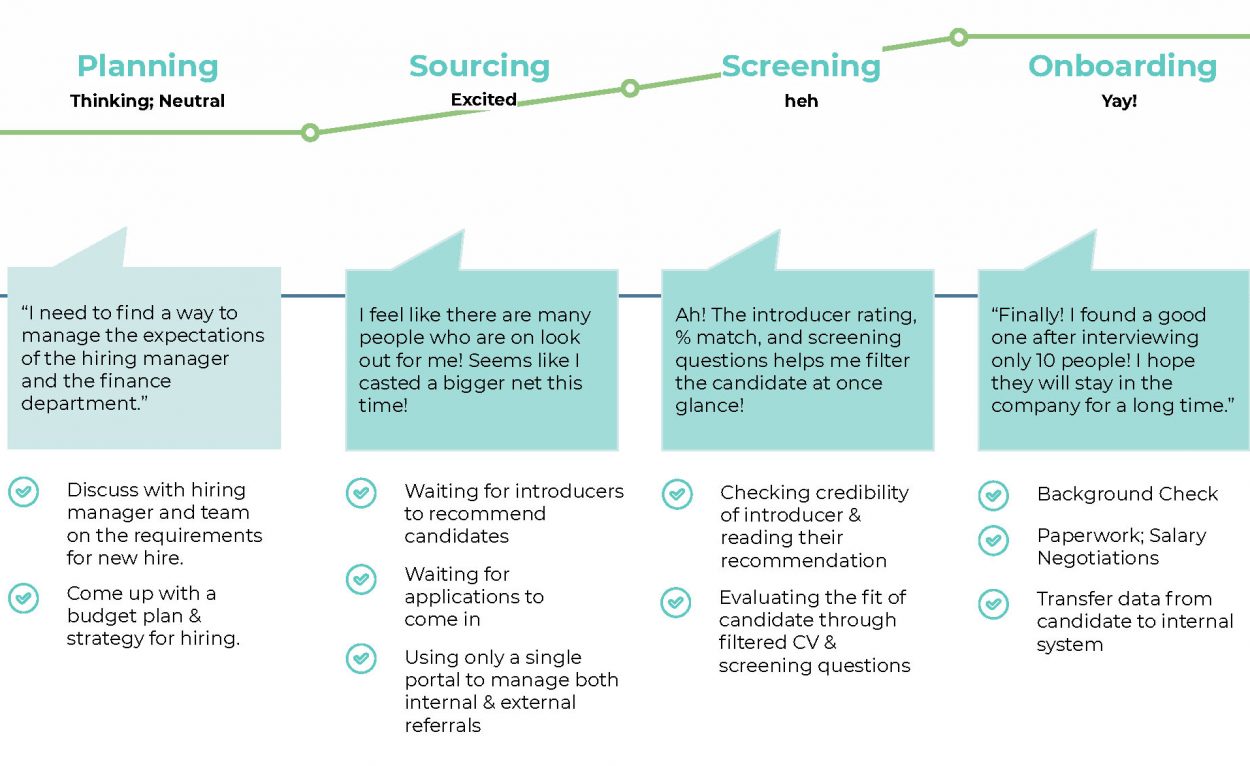 Planning
Thinking; Neutral
Sourcing
Excited
Screening
heh
Onboarding
Yay!
“I need to find a way to
manage the expectations
of the hiring manager
and the finance
department.”
I feel like there are many
people who are on look
out for me! Seems like I
casted a bigger net this
time!
Ah! The introducer rating,
% match, and screening
questions helps me filter
the candidate at once
glance!
“Finally! I found a good
one after interviewing
only 10 people! I hope
they will stay in the
company for a long time.”
Discuss with hiring
manager and team
on the requirements
for new hire.
Come up with a
budget plan &
strategy for hiring.
Waiting for introducers
to recommend
candidates
Waiting for
applications to
come in
Using only a single
portal to manage both
internal & external
referrals
Checking credibility
of introducer &
reading their
recommendation
Evaluating the fit of
candidate through
filtered CV &
screening questions
Background Check
Paperwork; Salary
Negotiations
Transfer data from
candidate to internal
system